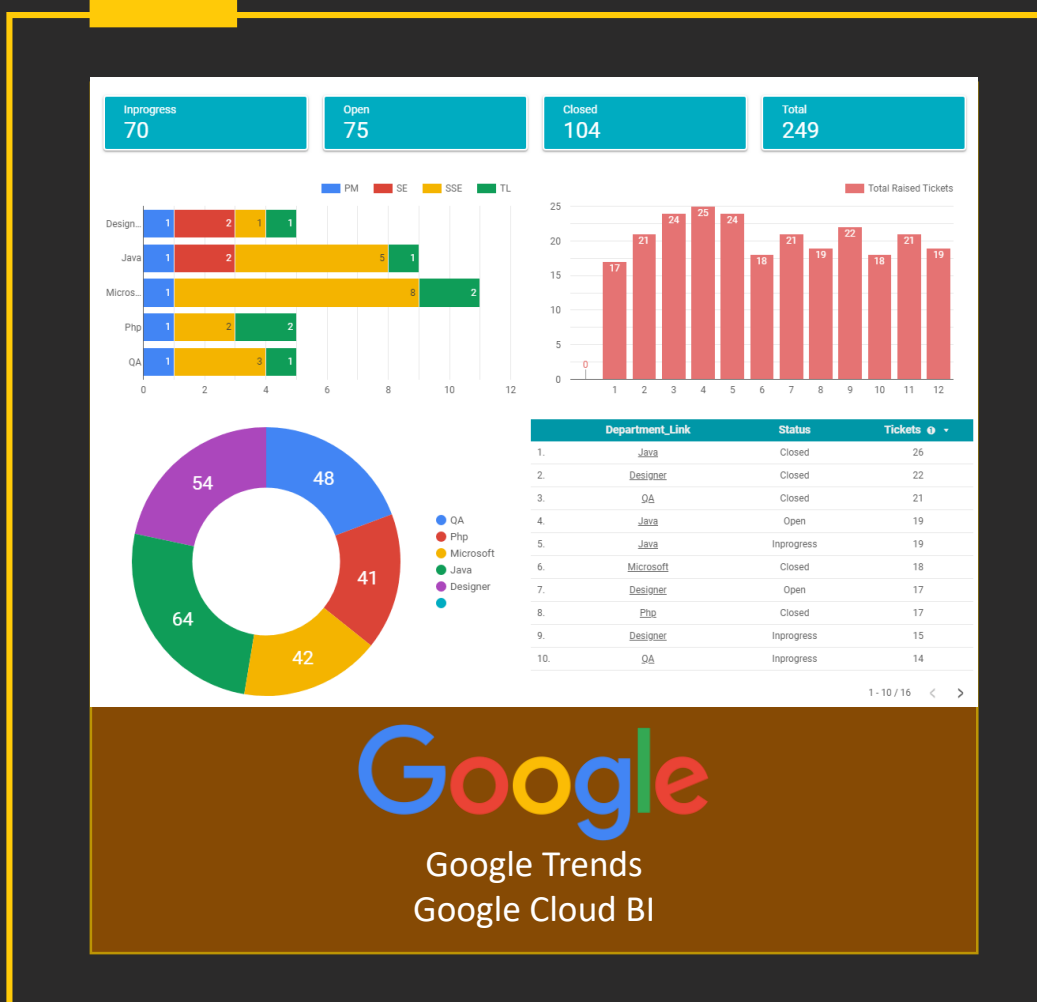 Inprogress
70
Open
75
Closed
104
Total
249
PM SE SSE TL
Design... 1 2 1 1
Java 1 2 5 1
Micros... 1 8 2
Php 1 2 2
QA 1 3 1
0 2 4 6 8 10 12
Total Raised Tickets
25
20
15
10
5
0
0 17 21 24 25 24 18 21 19 22 18 21 19
1 2 3 4 5 6 7 8 9 10 11 12
48
41
42
64
54
QA
Php
Microsoft
Java
Designer
Department_Link Status Tickets
1. Java Closed 26
2. Designer Closed 22
3. QA Closed 21
4. Java Open 19
5. Java Inprogress 19
6. Microsoft Closed 18
7. Designer Open 17
8. Php Closed 17
9. Designer Inprogress 15
10. QA Inprogress 14
1 - 10 / 16 < >
Google
Google Trends
Google Cloud BI